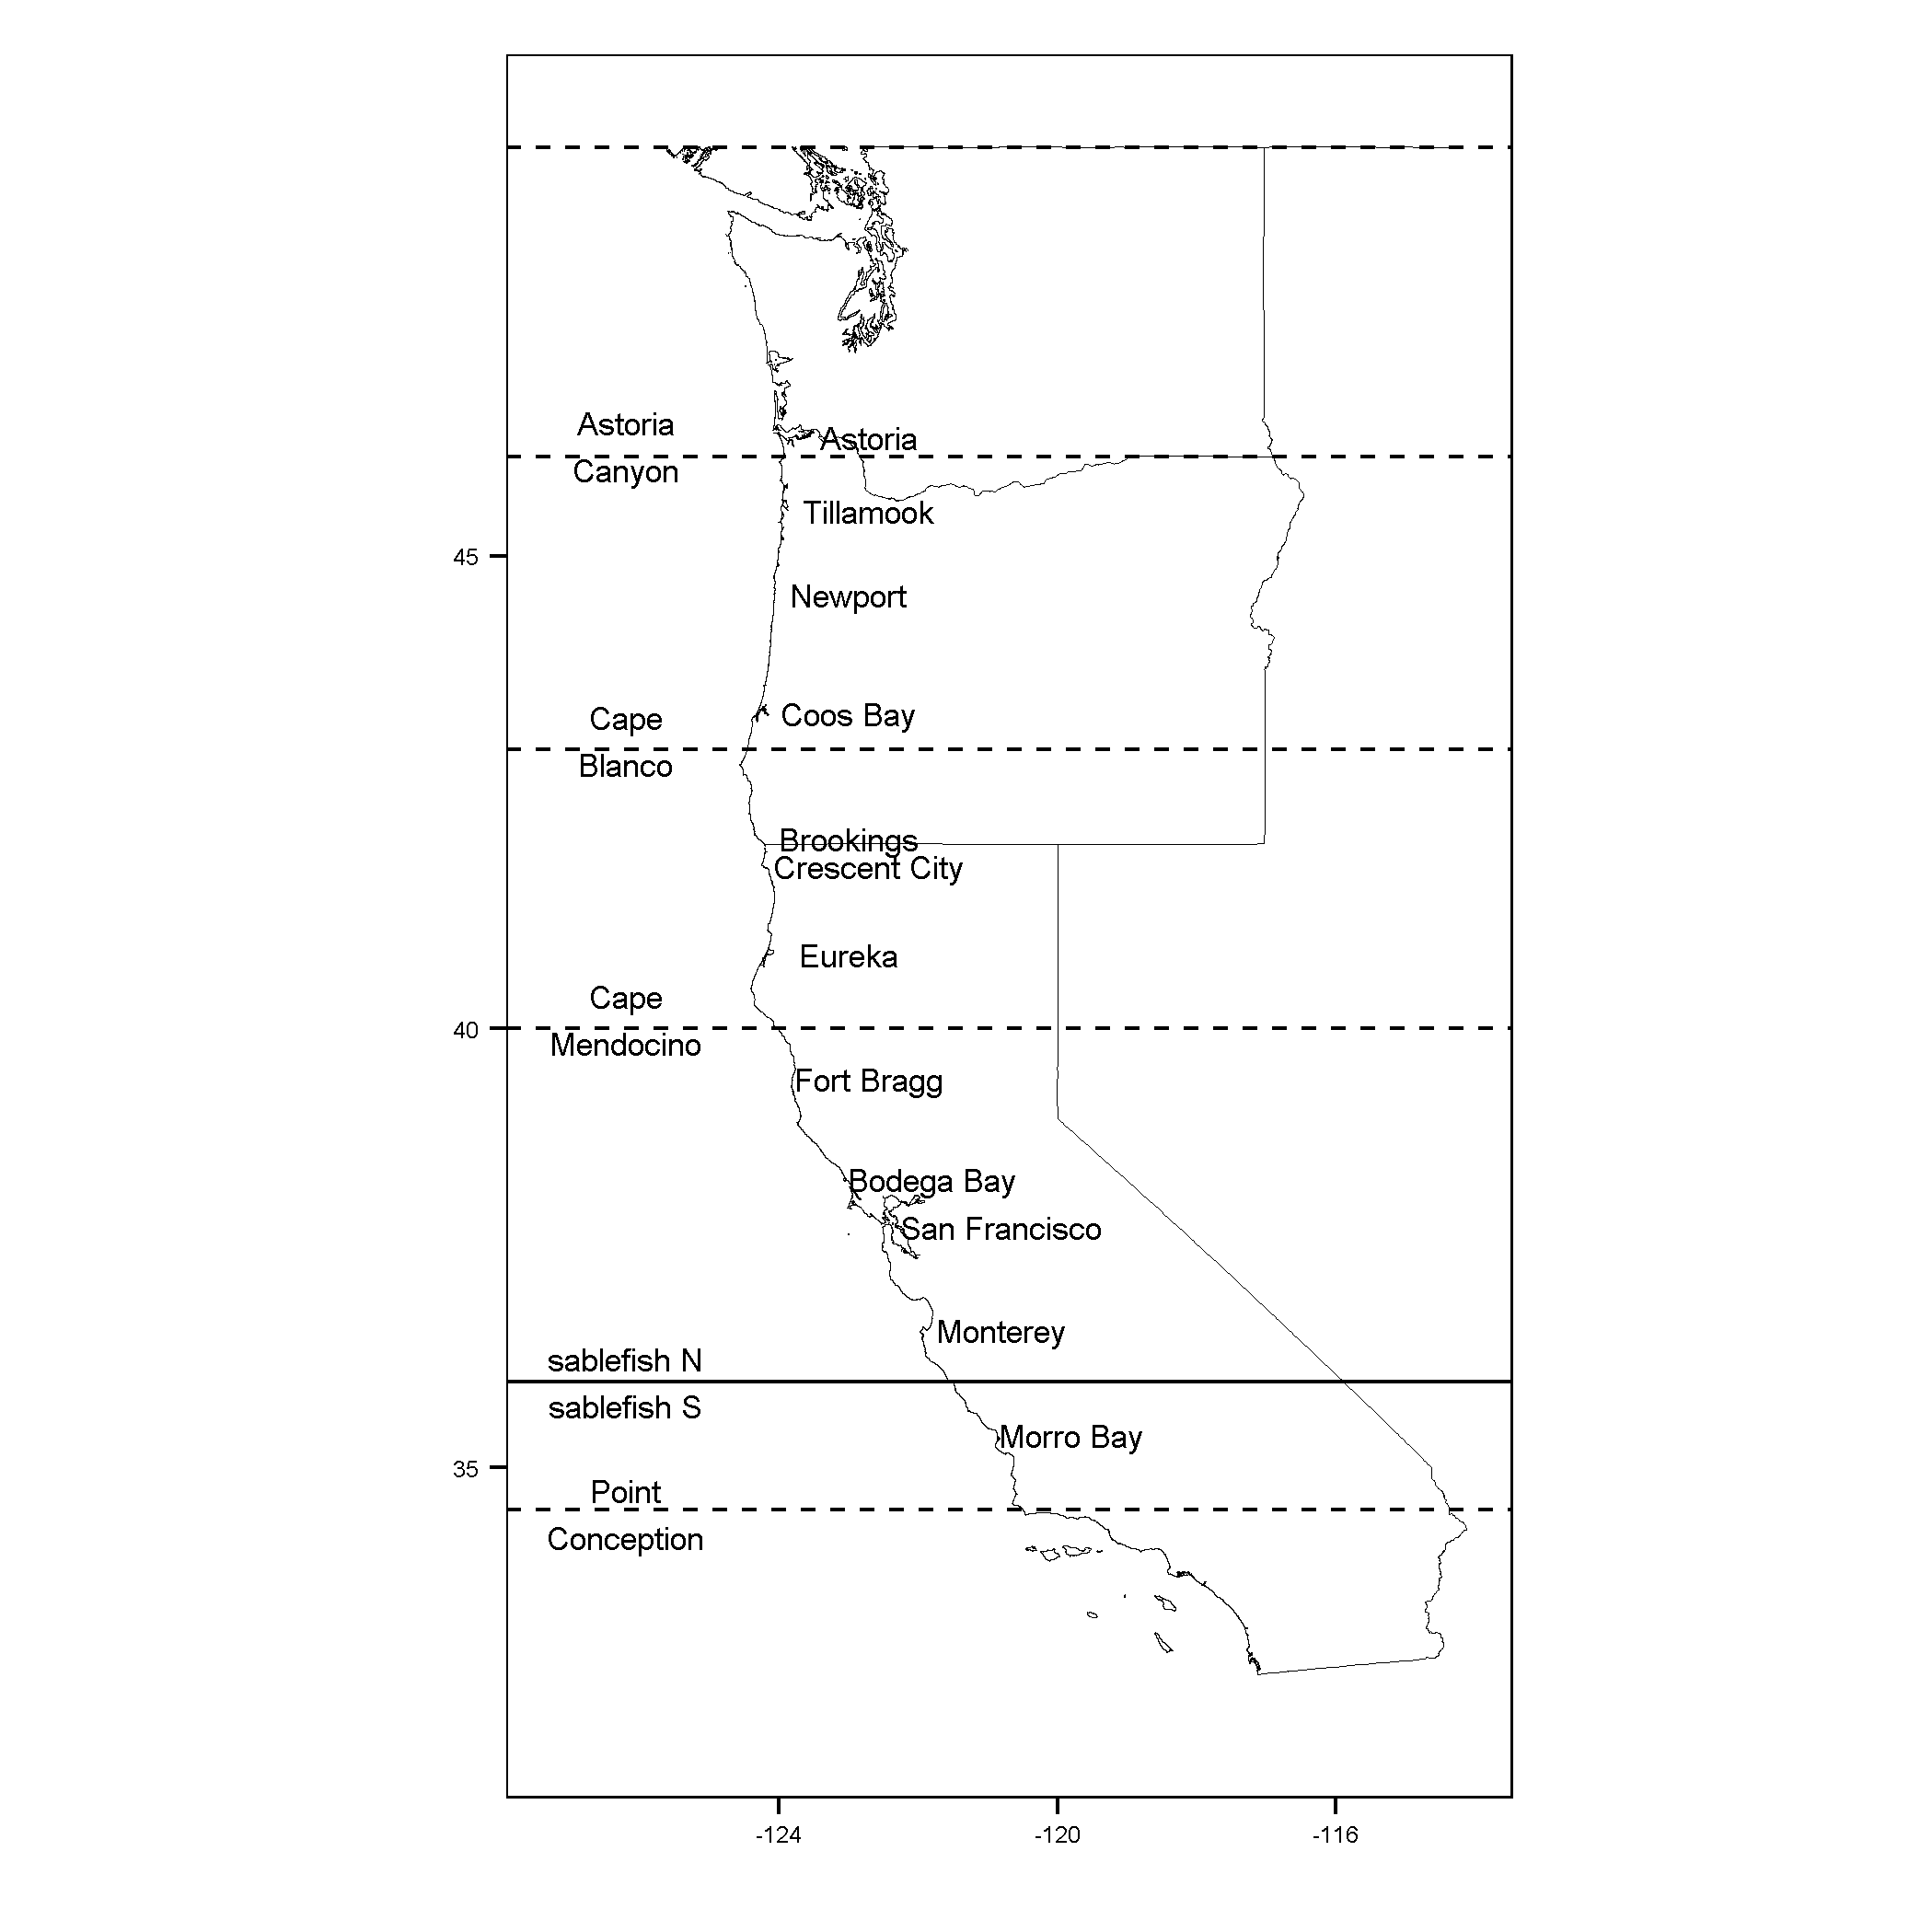 Astoria
Astoria
Canyon
Tillamook
45
Newport
Cape
Coos Bay
Blanco
Brookings
Crescent City
Eureka
Cape
40
Mendocino
Fort Bragg
Bodega Bay
San Francisco
Monterey
sablefish N
sablefish S
Morro Bay
35
Point
Conception
-124
-120
-116